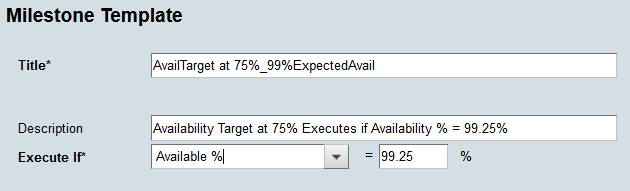 Milestone Template
Title* AvailTarget at 75%_99%ExpectedAvail
Description Availability Target at 75% Executes if Availability % = 99.25%
Execute If* Available % = 99.25 %